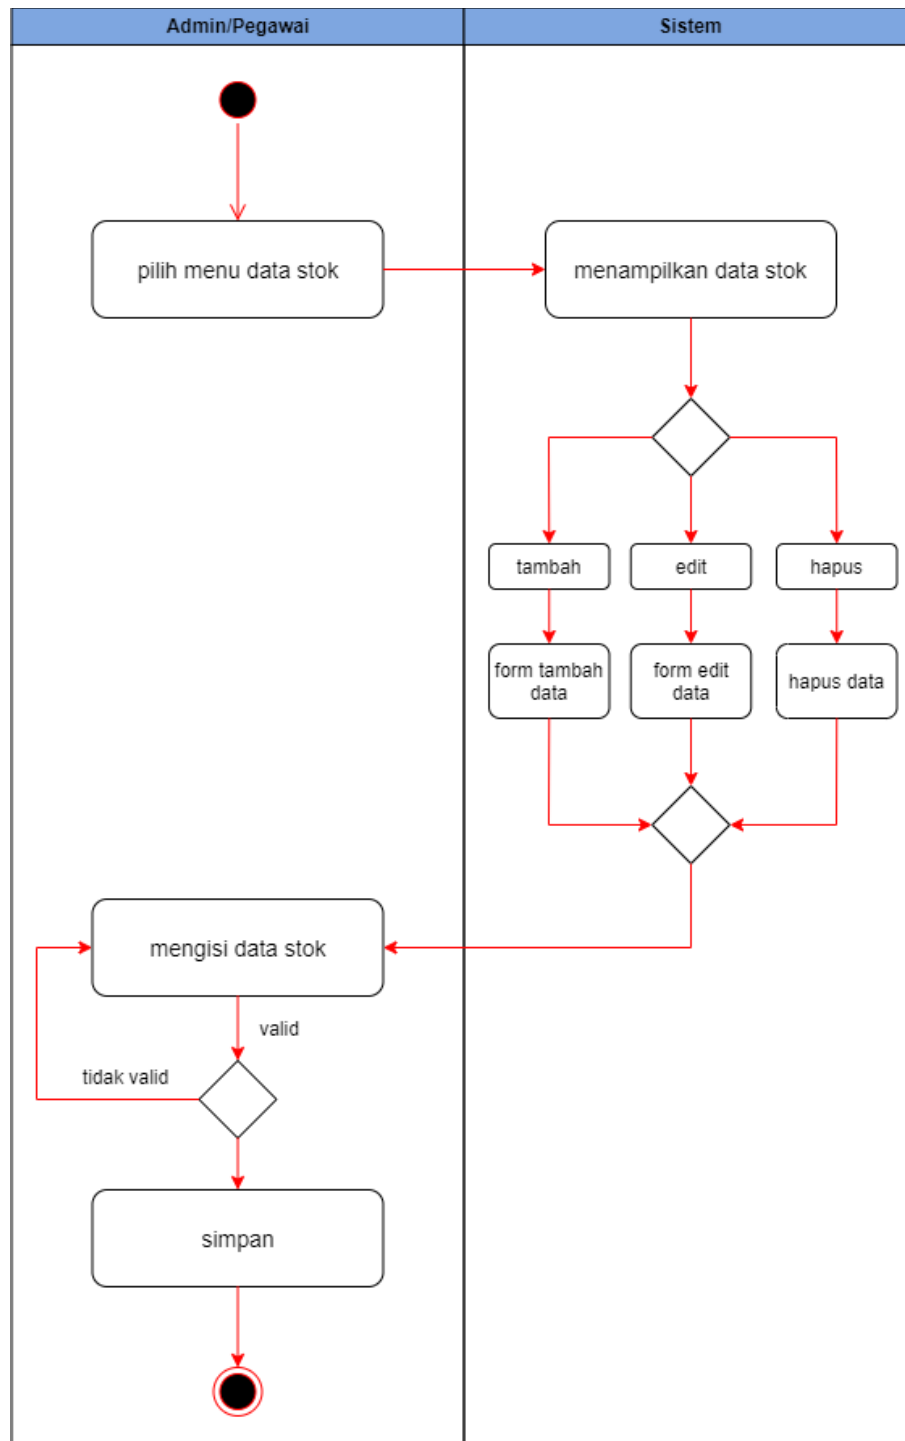 Admin/Pegawai
Sistem
pilih menu data stok
menampilkan data stok
tambah
edit
hapus
form tambah
data
form edit
data
hapus data
mengisi data stok
valid
tidak valid
simpan